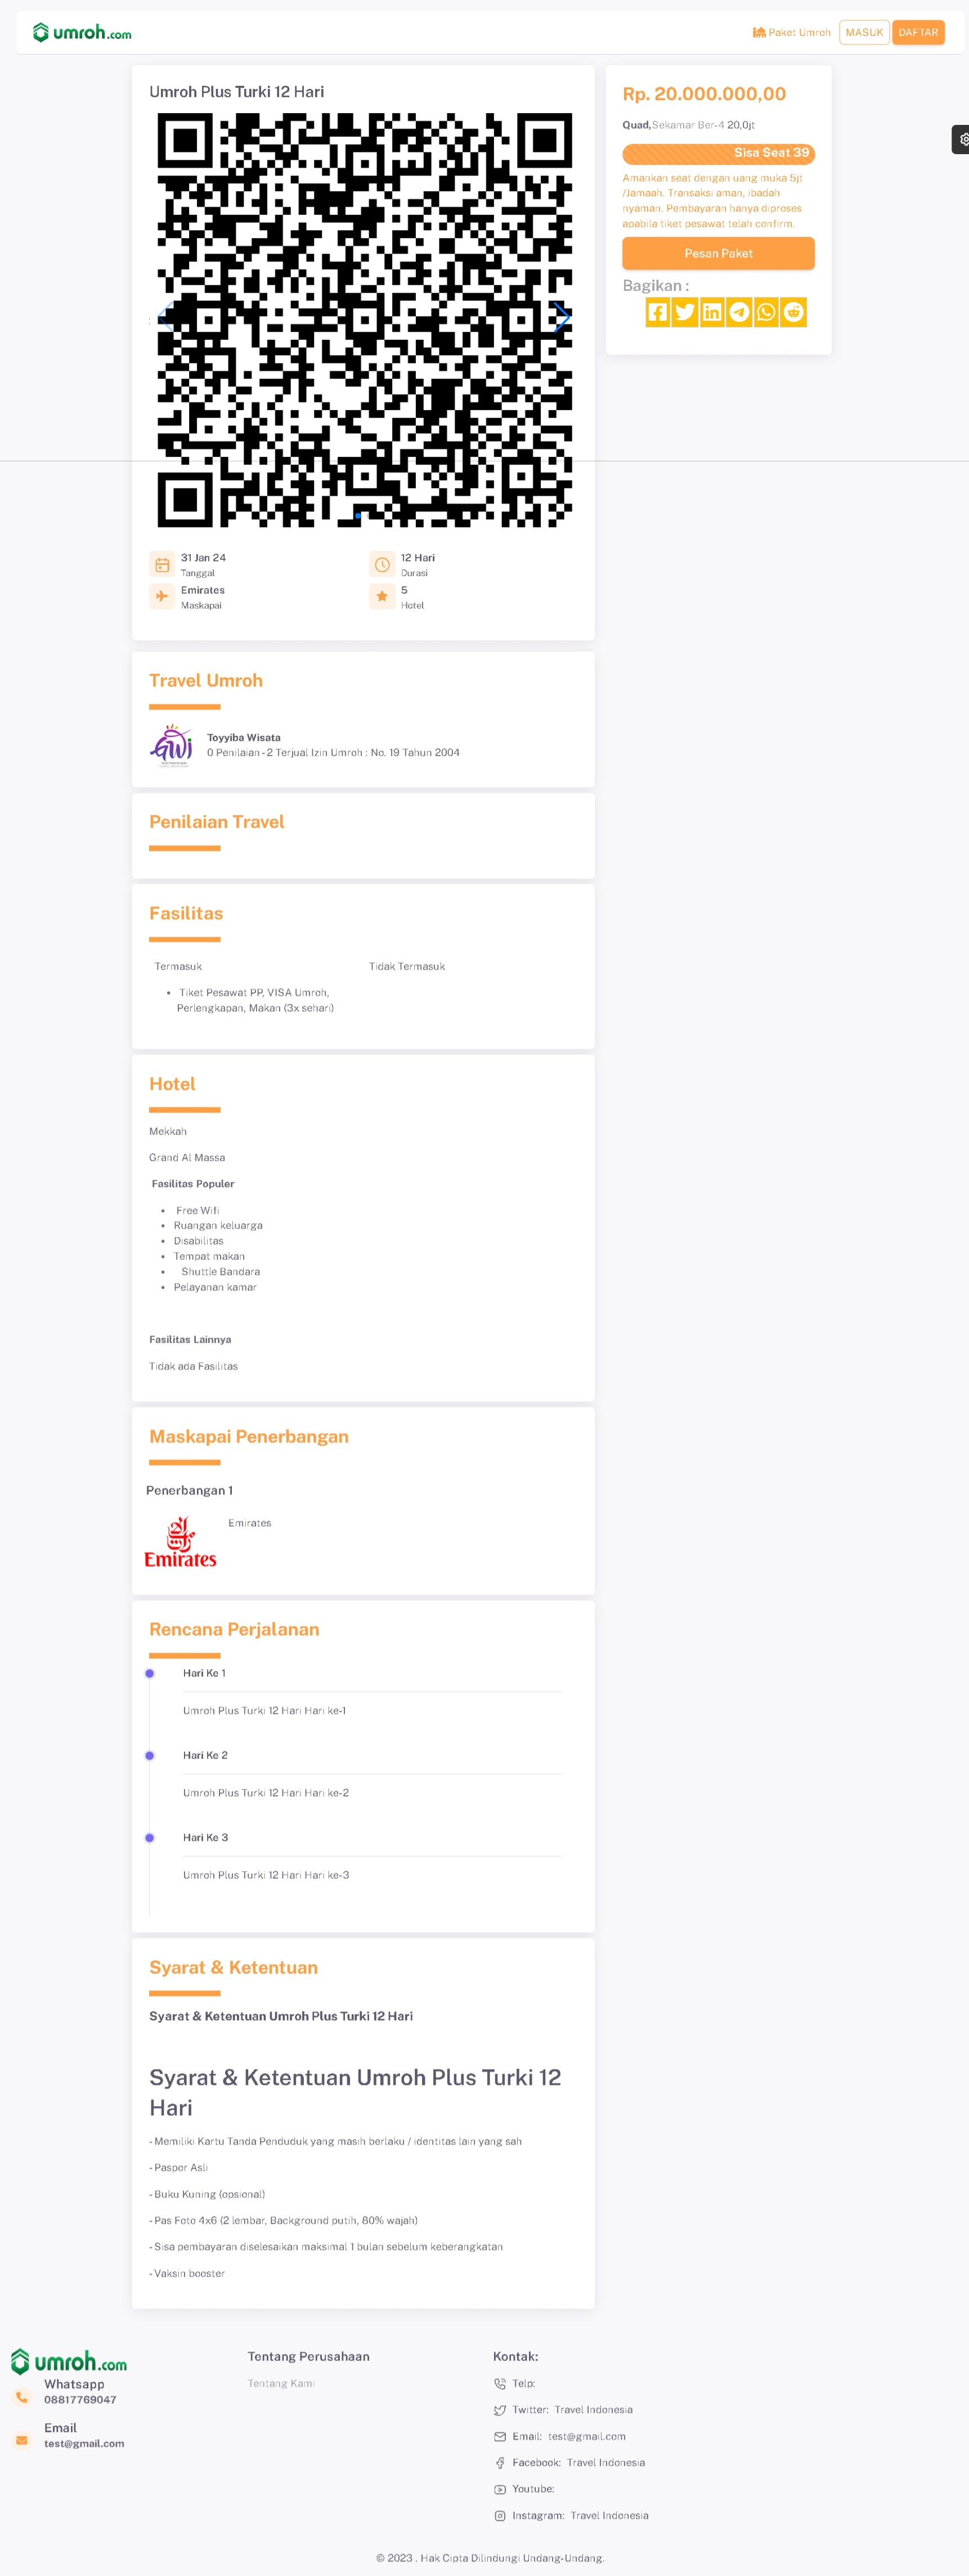 umroh.com
Paket Umroh
MASUK
DAFTAR
Umroh Plus Turki 12 Hari
31 Jan 24
Tanggal
12 Hari
Durasi
Emirates
Maskapai
5
Hotel
Rp. 20.000.000,00
Quad,Sekamar Ber-4 20,0jt
Sisa Seat 39
Amankan seat dengan uang muka 5jt
/Jamaah. Transaksi aman, ibadah
nyaman. Pembayaran hanya diproses
apabila tiket pesawat telah confirm.
Pesan Paket
Bagikan :
Travel Umroh
Toyyiba Wisata
0 Penilaian - 2 Terjual Izin Umroh : No. 19 Tahun 2004
Penilaian Travel
Fasilitas
Termasuk
Tidak Termasuk
• Tiket Pesawat PP, VISA Umroh,
Perlengkapan, Makan (3x sehari)
Hotel
Mekkah
Grand Al Massa
Fasilitas Populer
• Free Wifi
• Ruangan keluarga
• Disabilitas
• Tempat makan
• Shuttle Bandara
• Pelayanan kamar
Fasilitas Lainnya
Tidak ada Fasilitas
Maskapai Penerbangan
Penerbangan 1
Emirates
Emirates
Rencana Perjalanan
Hari Ke 1
Umroh Plus Turki 12 Hari Hari ke-1
Hari Ke 2
Umroh Plus Turki 12 Hari Hari ke-2
Hari Ke 3
Umroh Plus Turki 12 Hari Hari ke-3
Syarat & Ketentuan
Syarat & Ketentuan Umroh Plus Turki 12 Hari
Syarat & Ketentuan Umroh Plus Turki 12
Hari
- Memiliki Kartu Tanda Penduduk yang masih berlaku / identitas lain yang sah
- Paspor Asli
- Buku Kuning (opsional)
- Pas Foto 4x6 (2 lembar, Background putih, 80% wajah)
- Sisa pembayaran diselesaikan maksimal 1 bulan sebelum keberangkatan
- Vaksin booster
umroh.com
Whatsapp
08817769047
Email
test@gmail.com
Tentang Perusahaan
Tentang Kami
Kontak:
Telp:
Twitter: Travel Indonesia
Email: test@gmail.com
Facebook: Travel Indonesia
Youtube:
Instagram: Travel Indonesia
© 2023 . Hak Cipta Dilindungi Undang-Undang.